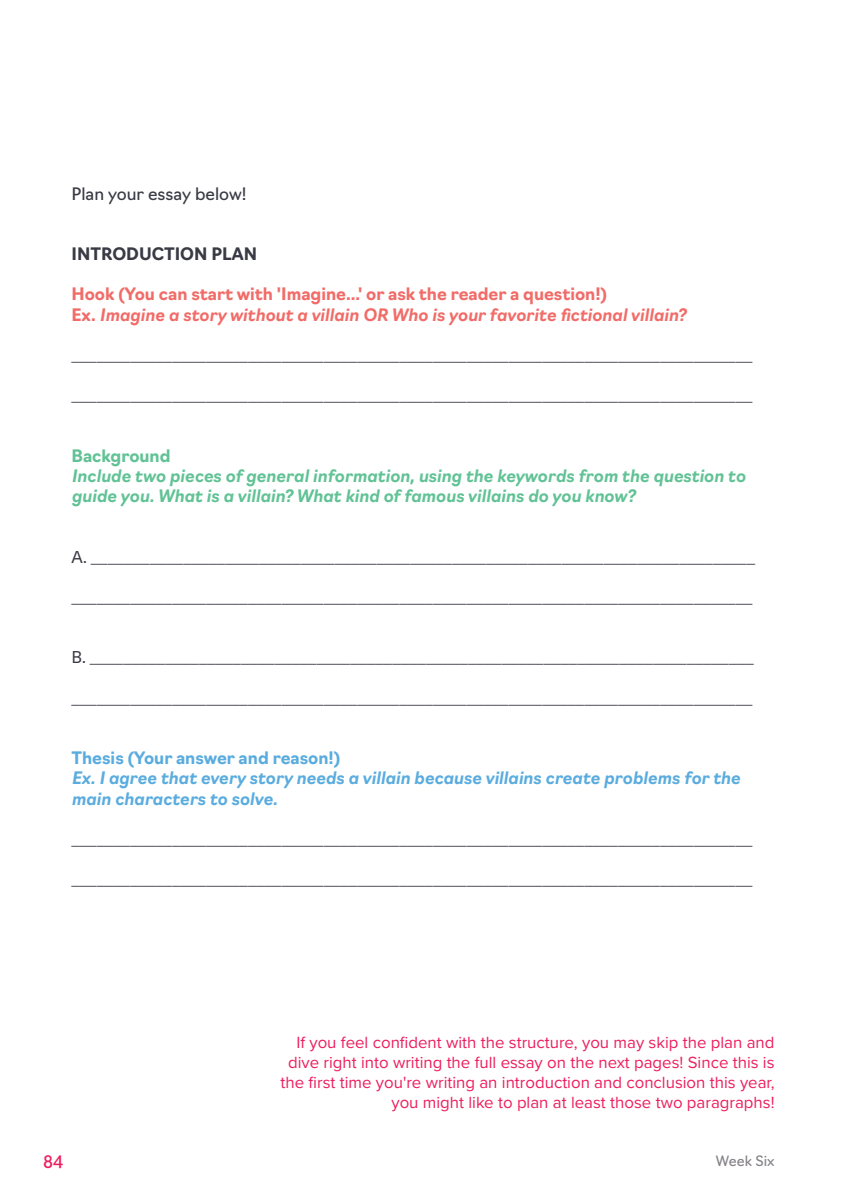 Plan your essay below!
INTRODUCTION PLAN
Hook (You can start with 'Imagine...' or ask the reader a question!)
Ex. Imagine a story without a villain OR Who is your favorite fictional villain?
Background
Include two pieces of general information, using the keywords from the question to
guide you. What is a villain? What kind of famous villains do you know?
A.
B.
Thesis (Your answer and reason!)
Ex. I agree that every story needs a villain because villains create problems for the
main characters to solve.
If you feel confident with the structure, you may skip the plan and
dive right into writing the full essay on the next pages! Since this is
the first time you're writing an introduction and conclusion this year,
you might like to plan at least those two paragraphs!
84
Week Six